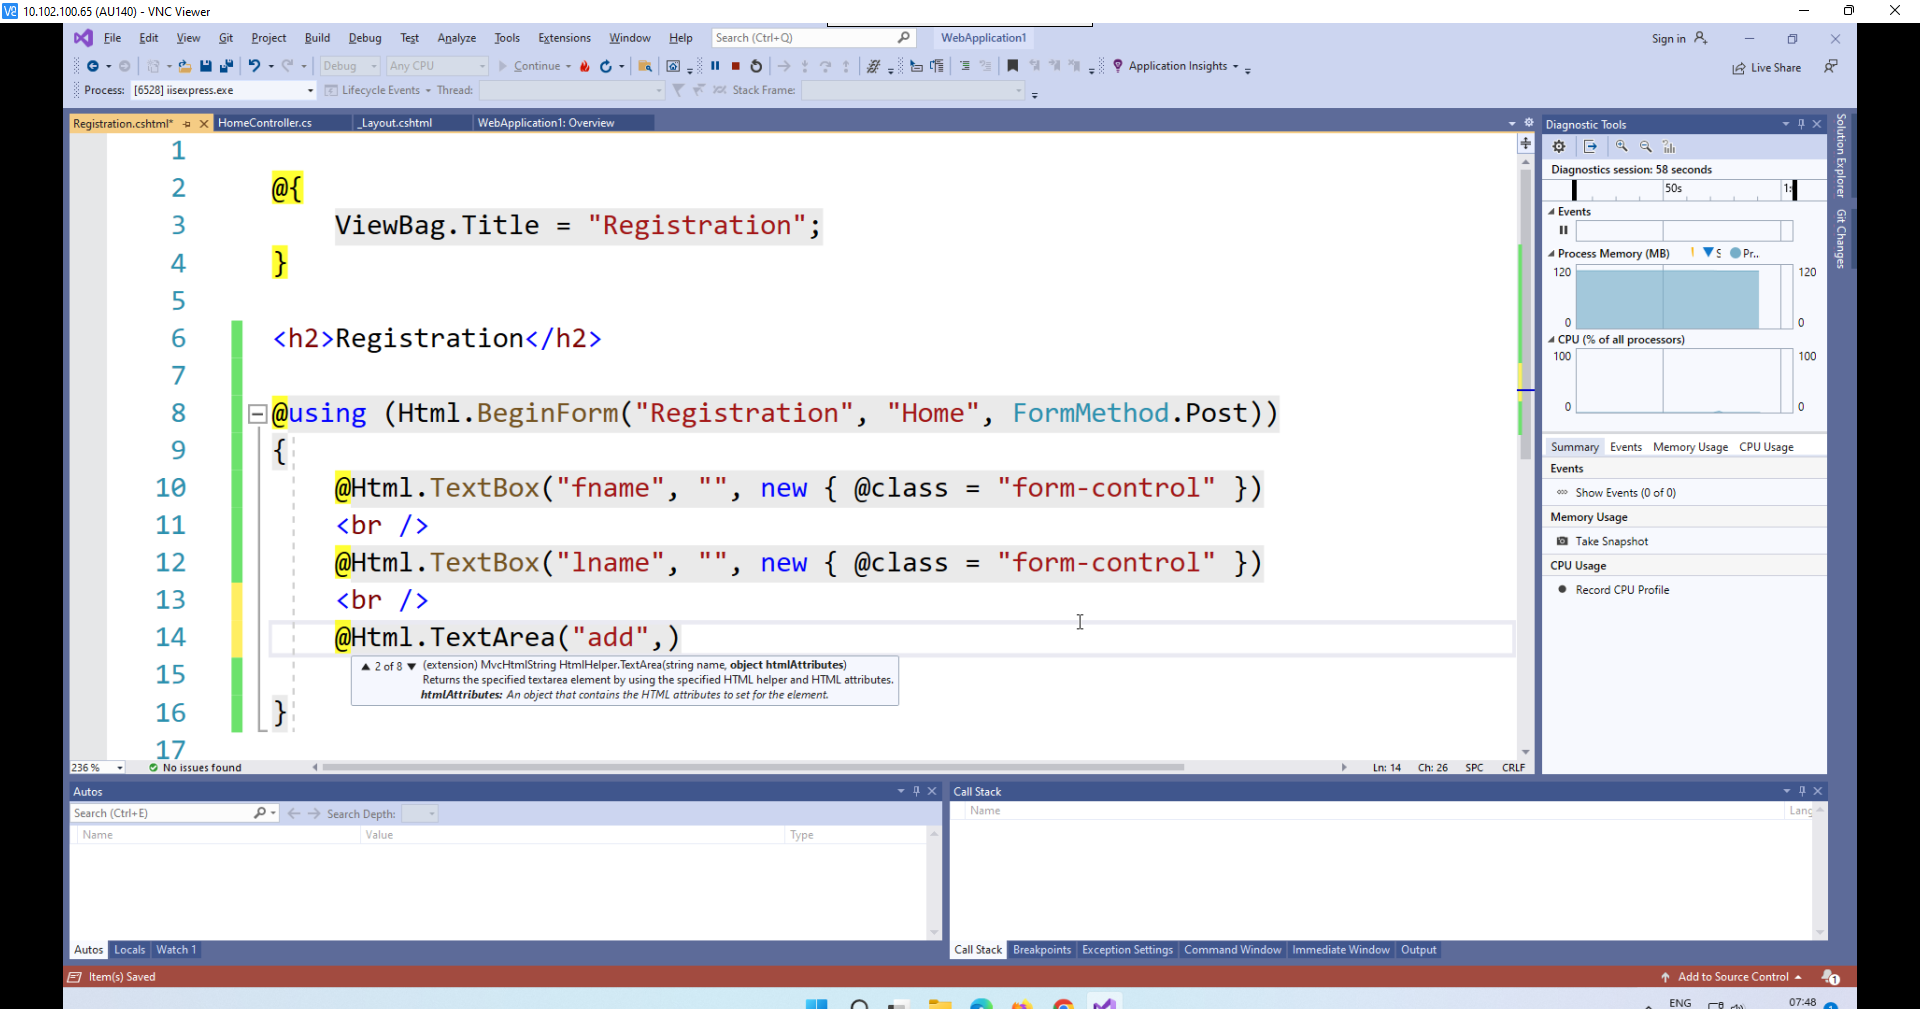 10.102.100.65 (AU140) - VNC Viewer
File Edit View Git Project Build Debug Test Analyze Tools Extensions Window Help Search (Ctrl+Q) WebApplication1 Sign in
Debug Any CPU Continue Application Insights Live Share
Process: [6528] iisexpress.exe Lifecycle Events Thread: Stack Frame:
Registration.cshtml* HomeController.cs _Layout.cshtml WebApplication1: Overview
1
2 @{
3 ViewBag.Title = "Registration";
4 }
5
6 <h2>Registration</h2>
7
8 @using (Html.BeginForm("Registration", "Home", FormMethod.Post))
9 {
10 @Html.TextBox("fname", "", new { @class = "form-control" })
11 <br />
12 @Html.TextBox("lname", "", new { @class = "form-control" })
13 <br />
14 @Html.TextArea("add",)
15
16 }
17
2 of 8 (extension) MvcHtmlString HtmlHelper.TextArea(string name, object htmlAttributes)
Returns the specified textarea element by using the specified HTML helper and HTML attributes.
htmlAttributes: An object that contains the HTML attributes to set for the element.
236 % No issues found Ln: 14 Ch: 26 SPC CRLF
Diagnostic Tools
Diagnostics session: 58 seconds
50s
Events
Process Memory (MB) S Pr..
120 120
0 0
CPU (% of all processors)
100 100
0 0
Summary Events Memory Usage CPU Usage
Events
Show Events (0 of 0)
Memory Usage
Take Snapshot
CPU Usage
Record CPU Profile
Solution Explorer
Git Changes
Autos
Search (Ctrl+E) Search Depth:
Name Value Type
Autos Locals Watch 1
Call Stack
Name Lang
Call Stack Breakpoints Exception Settings Command Window Immediate Window Output
Item(s) Saved Add to Source Control 1
ENG 07:48